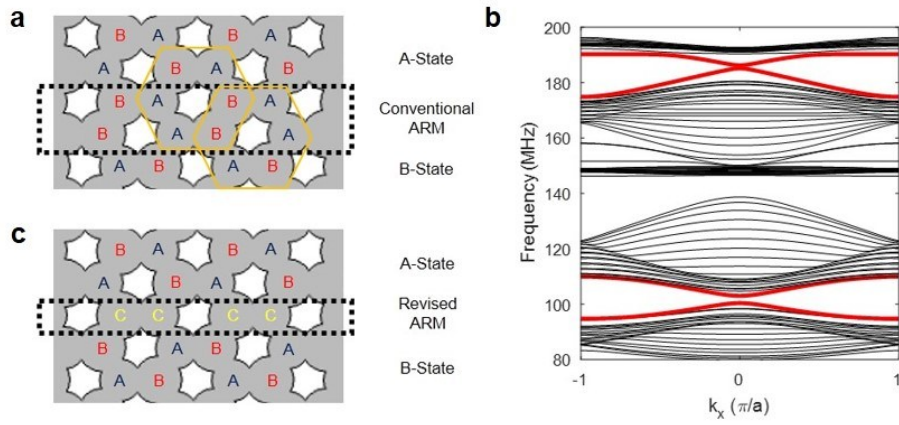 a
B A B A
A B A B
B A B A
B A B A
A B A B
A-State
Conventional
ARM
B-State
c
B A B A
A B A B
C C C C
B A B A
A B A B
A-State
Revised
ARM
B-State
b
Frequency (MHz)
200
180
160
140
120
100
80
-1 0 1
kₓ (π/a)